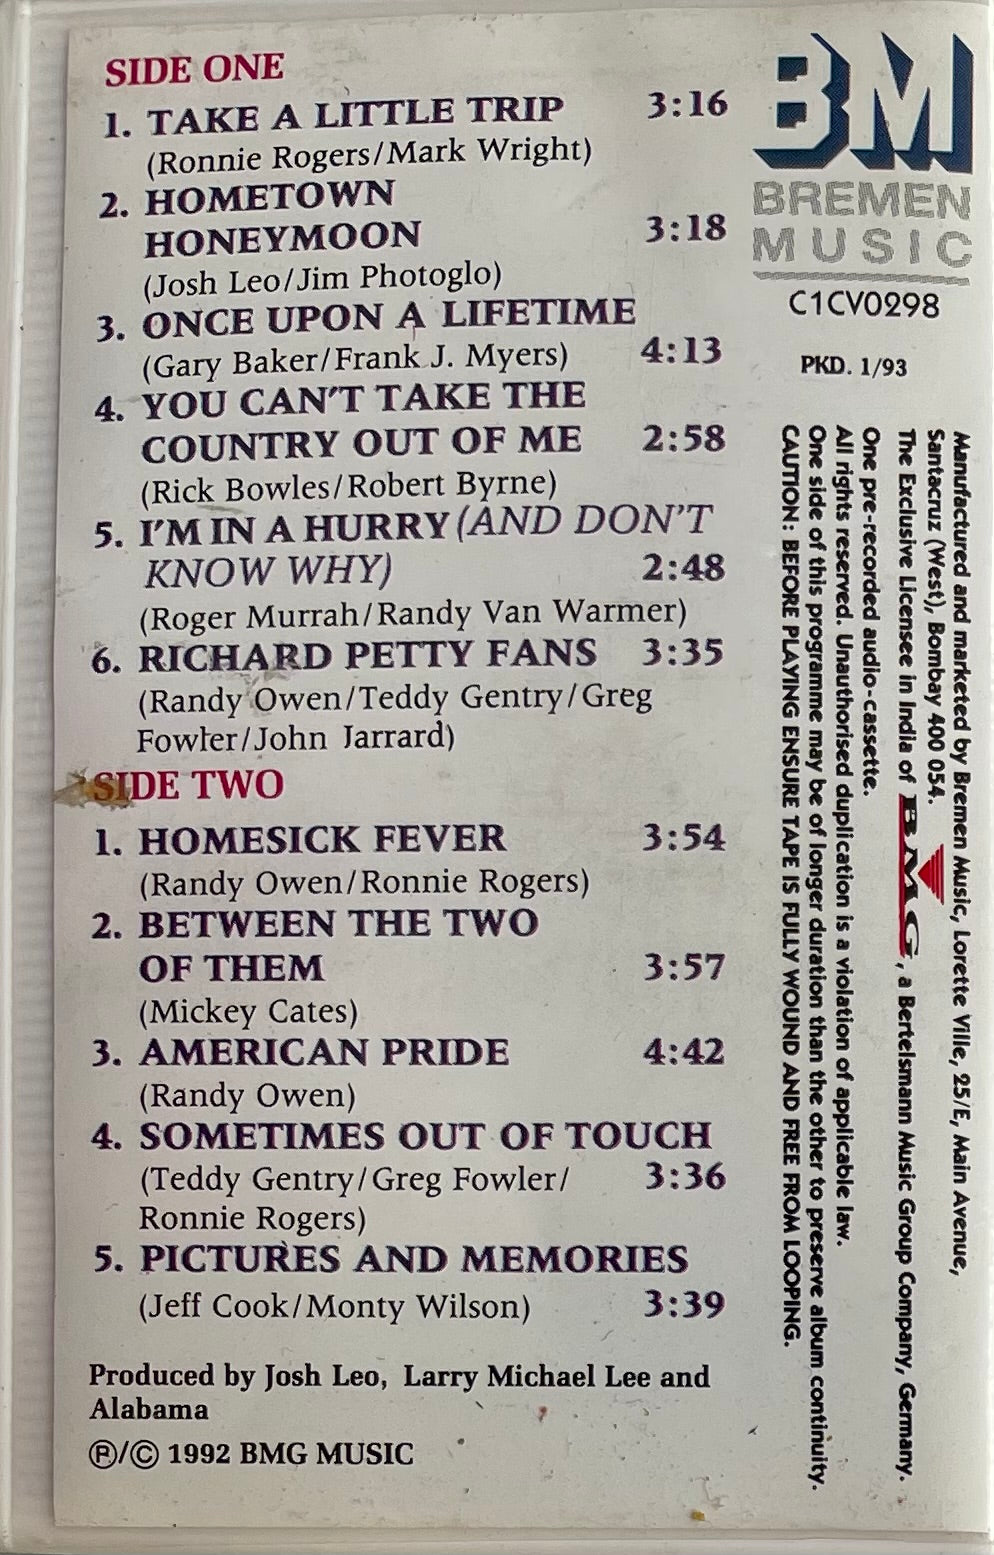 SIDE ONE
1. TAKE A LITTLE TRIP 3:16
(Ronnie Rogers/Mark Wright)
2. HOMETOWN
HONEYMOON 3:18
(Josh Leo/Jim Photoglo)
3. ONCE UPON A LIFETIME
(Gary Baker/Frank J. Myers) 4:13
4. YOU CAN'T TAKE THE
COUNTRY OUT OF ME 2:58
(Rick Bowles/Robert Byrne)
5. I'M IN A HURRY (AND DON'T
KNOW WHY) 2:48
(Roger Murrah/Randy Van Warmer)
6. RICHARD PETTY FANS 3:35
(Randy Owen/Teddy Gentry/Greg
Fowler/John Jarrard)
SIDE TWO
1. HOMESICK FEVER 3:54
(Randy Owen/Ronnie Rogers)
2. BETWEEN THE TWO
OF THEM 3:57
(Mickey Cates)
3. AMERICAN PRIDE 4:42
(Randy Owen)
4. SOMETIMES OUT OF TOUCH
(Teddy Gentry/Greg Fowler/ 3:36
Ronnie Rogers)
5. PICTURES AND MEMORIES
(Jeff Cook/Monty Wilson) 3:39
Produced by Josh Leo, Larry Michael Lee and
Alabama
Ⓟ/© 1992 BMG MUSIC
BM
BREMEN
MUSIC
C1CV0298
PKD. 1/93
Manufactured and marketed by Bremen Music, Lorette Ville, 25/E, Main Avenue,
Santacruz (West), Bombay 400 054.
The Exclusive Licensee in India of BMG, a Bertelsmann Music Group Company, Germany.
One pre-recorded audio-cassette.
All rights reserved. Unauthorised duplication is a violation of applicable law.
One side of this programme may be of longer duration than the other to preserve album continuity.
CAUTION: BEFORE PLAYING ENSURE TAPE IS FULLY WOUND AND FREE FROM LOOPING.